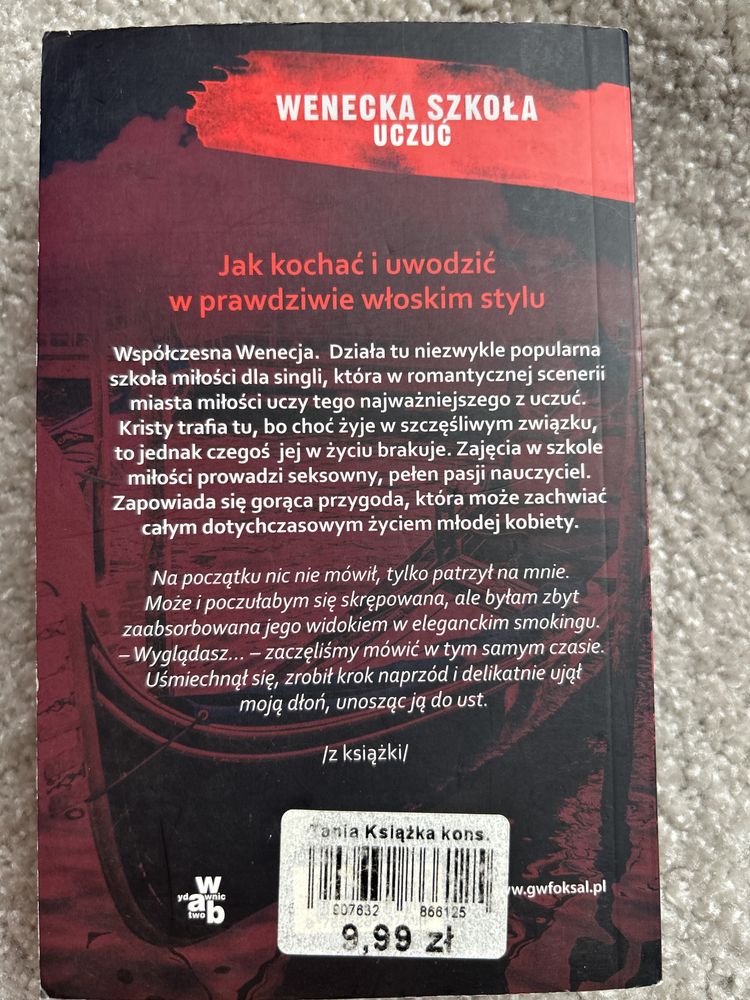 WENECKA SZKOŁA
UCZUĆ
Jak kochać i uwodzić
w prawdziwie włoskim stylu
Współczesna Wenecja. Działa tu niezwykle popularna
szkoła miłości dla singli, która w romantycznej scenerii
miasta miłości uczy tego najważniejszego z uczuć.
Kristy trafia tu, bo choć żyje w szczęśliwym związku,
to jednak czegoś jej w życiu brakuje. Zajęcia w szkole
miłości prowadzi seksowny, pełen pasji nauczyciel.
Zapowiada się gorąca przygoda, która może zachwiać
całym dotychczasowym życiem młodej kobiety.
Na początku nic nie mówił, tylko patrzył na mnie.
Może i poczułabym się skrępowana, ale byłam zbyt
zaabsorbowana jego widokiem w eleganckim smokingu.
– Wyglądasz... – zaczęliśmy mówić w tym samym czasie.
Uśmiechnął się, zrobił krok naprzód i delikatnie ujął
moją dłoń, unosząc ją do ust.
/z książki/
Tania Książka kons.
907632 866125
9,99 zł
w
ydawnic
two
ab
ww.gwfoksal.pl